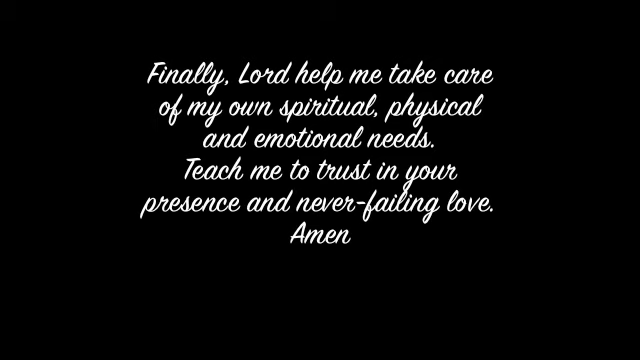 Finally, Lord help me take care
of my own spiritual, physical
and emotional needs.
Teach me to trust in your
presence and never-failing love.
Amen